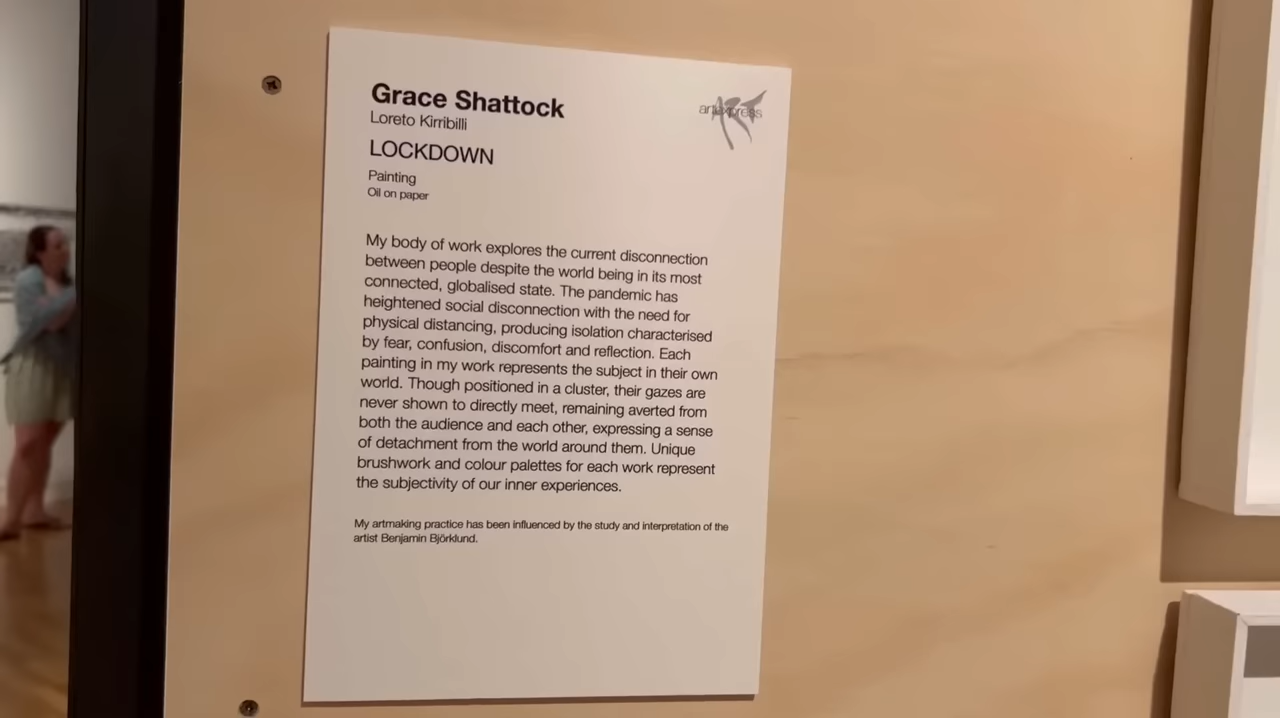 Grace Shattock
Loreto Kirribilli
LOCKDOWN
Painting
Oil on paper
artexpress
My body of work explores the current disconnection
between people despite the world being in its most
connected, globalised state. The pandemic has
heightened social disconnection with the need for
physical distancing, producing isolation characterised
by fear, confusion, discomfort and reflection. Each
painting in my work represents the subject in their own
world. Though positioned in a cluster, their gazes are
never shown to directly meet, remaining averted from
both the audience and each other, expressing a sense
of detachment from the world around them. Unique
brushwork and colour palettes for each work represent
the subjectivity of our inner experiences.
My artmaking practice has been influenced by the study and interpretation of the
artist Benjamin Björklund.